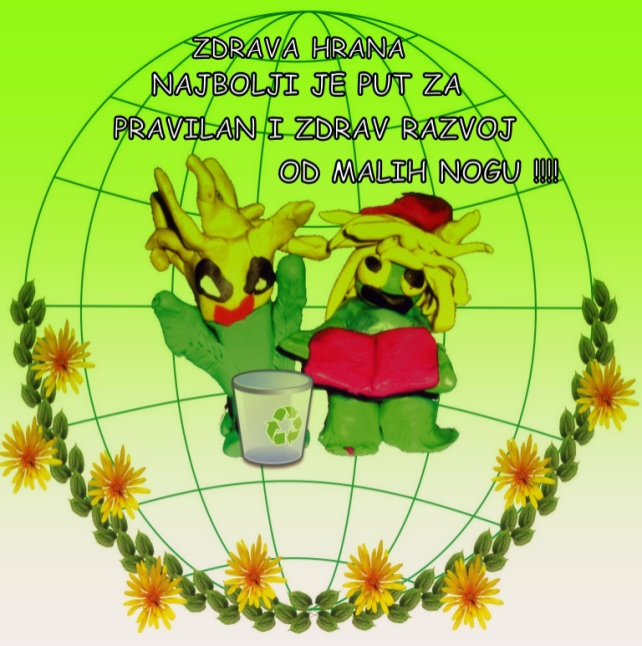 ZDRAVA HRANA
NAJBOLJI JE PUT ZA
PRAVILAN I ZDRAV RAZVOJ
OD MALIH NOGU !!!!